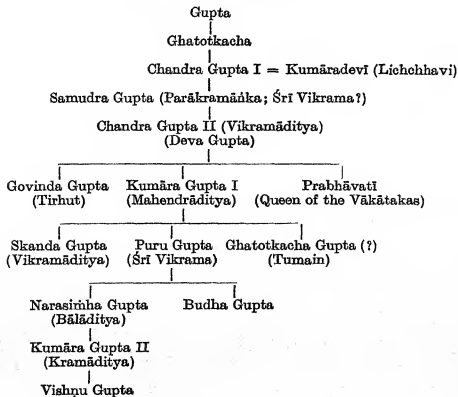 Gupta
Ghatotkacha
Chandra Gupta I = Kumāradevī (Lichchhavi)
Samudra Gupta (Parākramāṅka; Śrī Vikrama?)
Chandra Gupta II (Vikramāditya)
(Deva Gupta)
Govinda Gupta Kumāra Gupta I Prabhāvatī
(Tirhut) (Mahendrāditya) (Queen of the Vākāṭakas)
Skanda Gupta Puru Gupta Ghatotkacha Gupta (?)
(Vikramāditya) (Śrī Vikrama) (Tumain)
Narasiṁha Gupta Budha Gupta
(Bālāditya)
Kumāra Gupta II
(Kramāditya)
Vishṇu Gupta